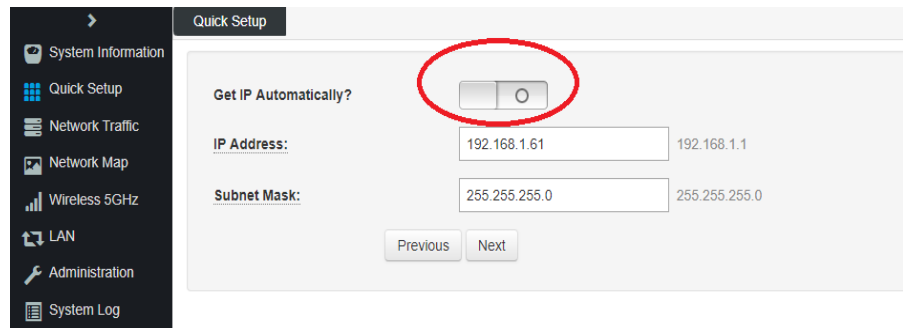 Quick Setup
System Information
Quick Setup
Network Traffic
Network Map
Wireless 5GHz
LAN
Administration
System Log
Get IP Automatically?
O
IP Address: 192.168.1.61 192.168.1.1
Subnet Mask: 255.255.255.0 255.255.255.0
Previous Next